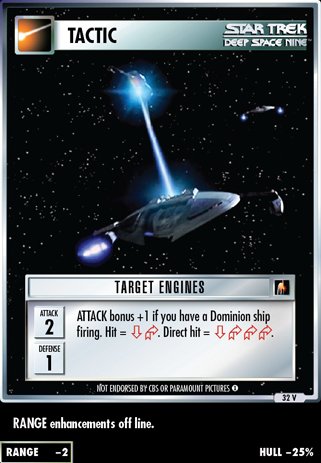 TACTIC
STAR TREK
DEEP SPACE NINE™
TARGET ENGINES
ATTACK
2
DEFENSE
1
ATTACK bonus +1 if you have a Dominion ship
firing. Hit = . Direct hit = .
NOT ENDORSED BY CBS OR PARAMOUNT PICTURES
32 V
RANGE enhancements off line.
RANGE -2
HULL -25%